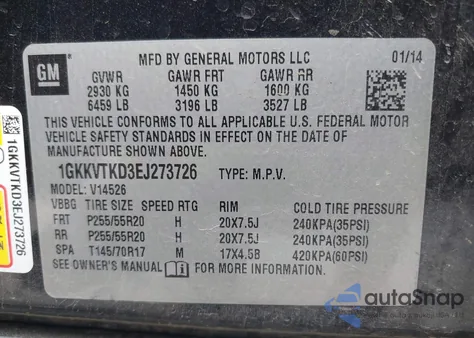 GM
MFD BY GENERAL MOTORS LLC 01/14
GVWR GAWR FRT GAWR RR
2930 KG 1450 KG 1600 KG
6459 LB 3196 LB 3527 LB
THIS VEHICLE CONFORMS TO ALL APPLICABLE U.S. FEDERAL MOTOR
VEHICLE SAFETY STANDARDS IN EFFECT ON THE DATE OF
MANUFACTURE SHOWN ABOVE.
1GKKVTKD3EJ273726 TYPE: M.P.V.
MODEL: V14526
VBBG TIRE SIZE SPEED RTG RIM COLD TIRE PRESSURE
FRT P255/55R20 H 20X7.5J 240KPA(35PSI)
RR P255/55R20 H 20X7.5J 240KPA(35PSI)
SPA T145/70R17 M 17X4.5B 420KPA(60PSI)
SEE OWNER'S MANUAL FOR MORE INFORMATION
1GKKVTKD3EJ273726
autoSnap